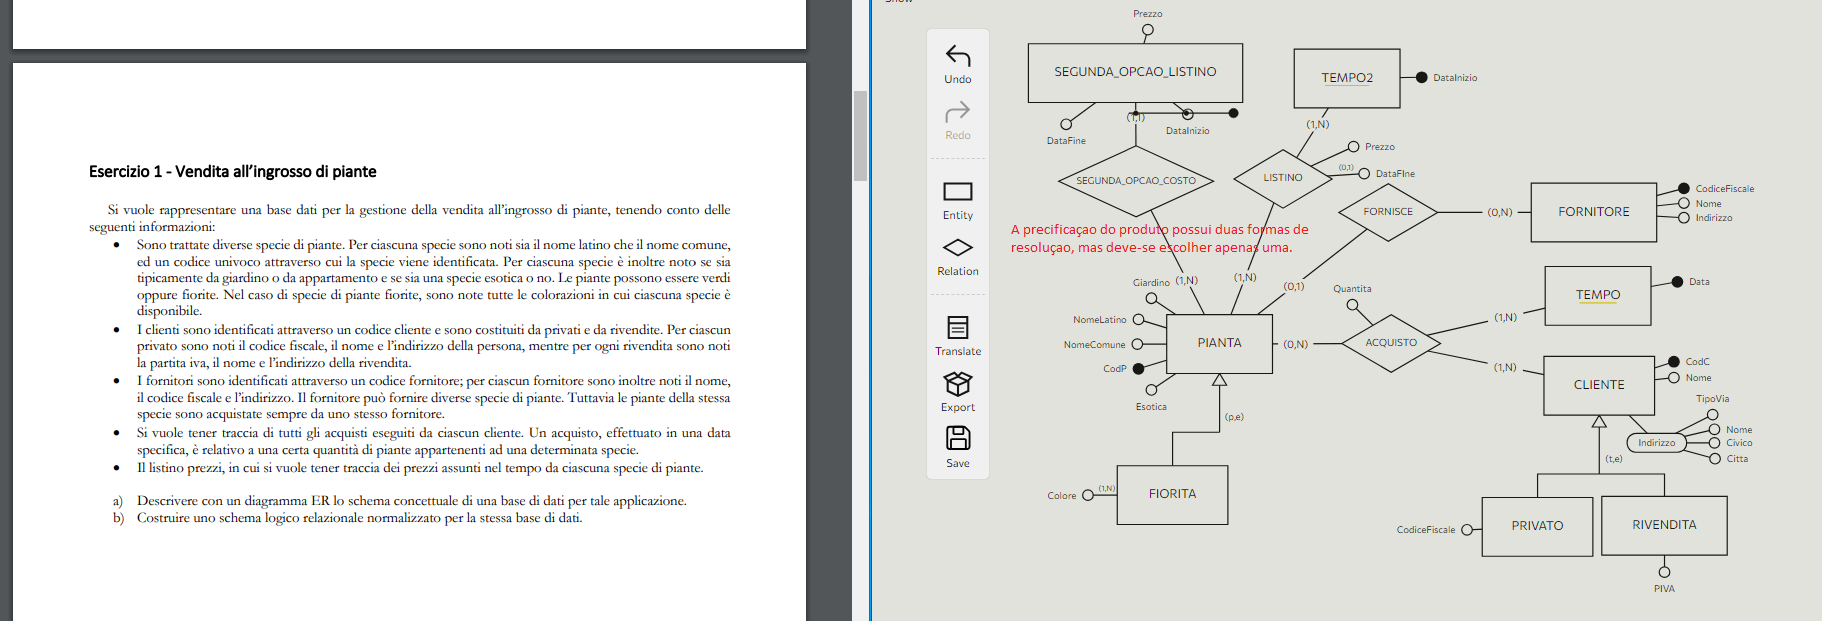 Esercizio 1 - Vendita all'ingrosso di piante
Si vuole rappresentare una base dati per la gestione della vendita all'ingrosso di piante, tenendo conto delle
seguenti informazioni:
• Sono trattate diverse specie di piante. Per ciascuna specie sono noti sia il nome latino che il nome comune,
ed un codice univoco attraverso cui la specie viene identificata. Per ciascuna specie è inoltre noto se sia
tipicamente da giardino o da appartamento e se sia una specie esotica o no. Le piante possono essere verdi
oppure fiorite. Nel caso di specie di piante fiorite, sono note tutte le colorazioni in cui ciascuna specie è
disponibile.
• I clienti sono identificati attraverso un codice cliente e sono costituiti da privati e da rivendite. Per ciascun
privato sono noti il codice fiscale, il nome e l'indirizzo della persona, mentre per ogni rivendita sono noti
la partita iva, il nome e l'indirizzo della rivendita.
• I fornitori sono identificati attraverso un codice fornitore; per ciascun fornitore sono inoltre noti il nome,
il codice fiscale e l'indirizzo. Il fornitore può fornire diverse specie di piante. Tuttavia le piante della stessa
specie sono acquistate sempre da uno stesso fornitore.
• Si vuole tener traccia di tutti gli acquisti eseguiti da ciascun cliente. Un acquisto, effettuato in una data
specifica, è relativo a una certa quantità di piante appartenenti ad una determinata specie.
• Il listino prezzi, in cui si vuole tener traccia dei prezzi assunti nel tempo da ciascuna specie di piante.
a) Descrivere con un diagramma ER lo schema concettuale di una base di dati per tale applicazione.
b) Costruire uno schema logico relazionale normalizzato per la stessa base di dati.
Undo
Redo
Entity
Relation
Translate
Export
Save
Prezzo
SEGUNDA_OPCAO_LISTINO
TEMPO2
DataInizio
(1,1)
DataFine
DataInizio
(1,N)
Prezzo
(0,1)
DataFIne
SEGUNDA_OPCAO_COSTO
LISTINO
FORNISCE
(0,N)
FORNITORE
CodiceFiscale
Nome
Indirizzo
A precificaçao do produto possui duas formas de
resoluçao, mas deve-se escolher apenas uma.
Giardino
(1,N)
(1,N)
(0,1)
Quantita
TEMPO
Data
NomeLatino
NomeComune
CodP
Esotica
PIANTA
(0,N)
ACQUISTO
(1,N)
(1,N)
CLIENTE
CodC
Nome
TipoVia
Nome
Indirizzo
Civico
Citta
(p,e)
(t,e)
Colore
(1,N)
FIORITA
CodiceFiscale
PRIVATO
RIVENDITA
PIVA